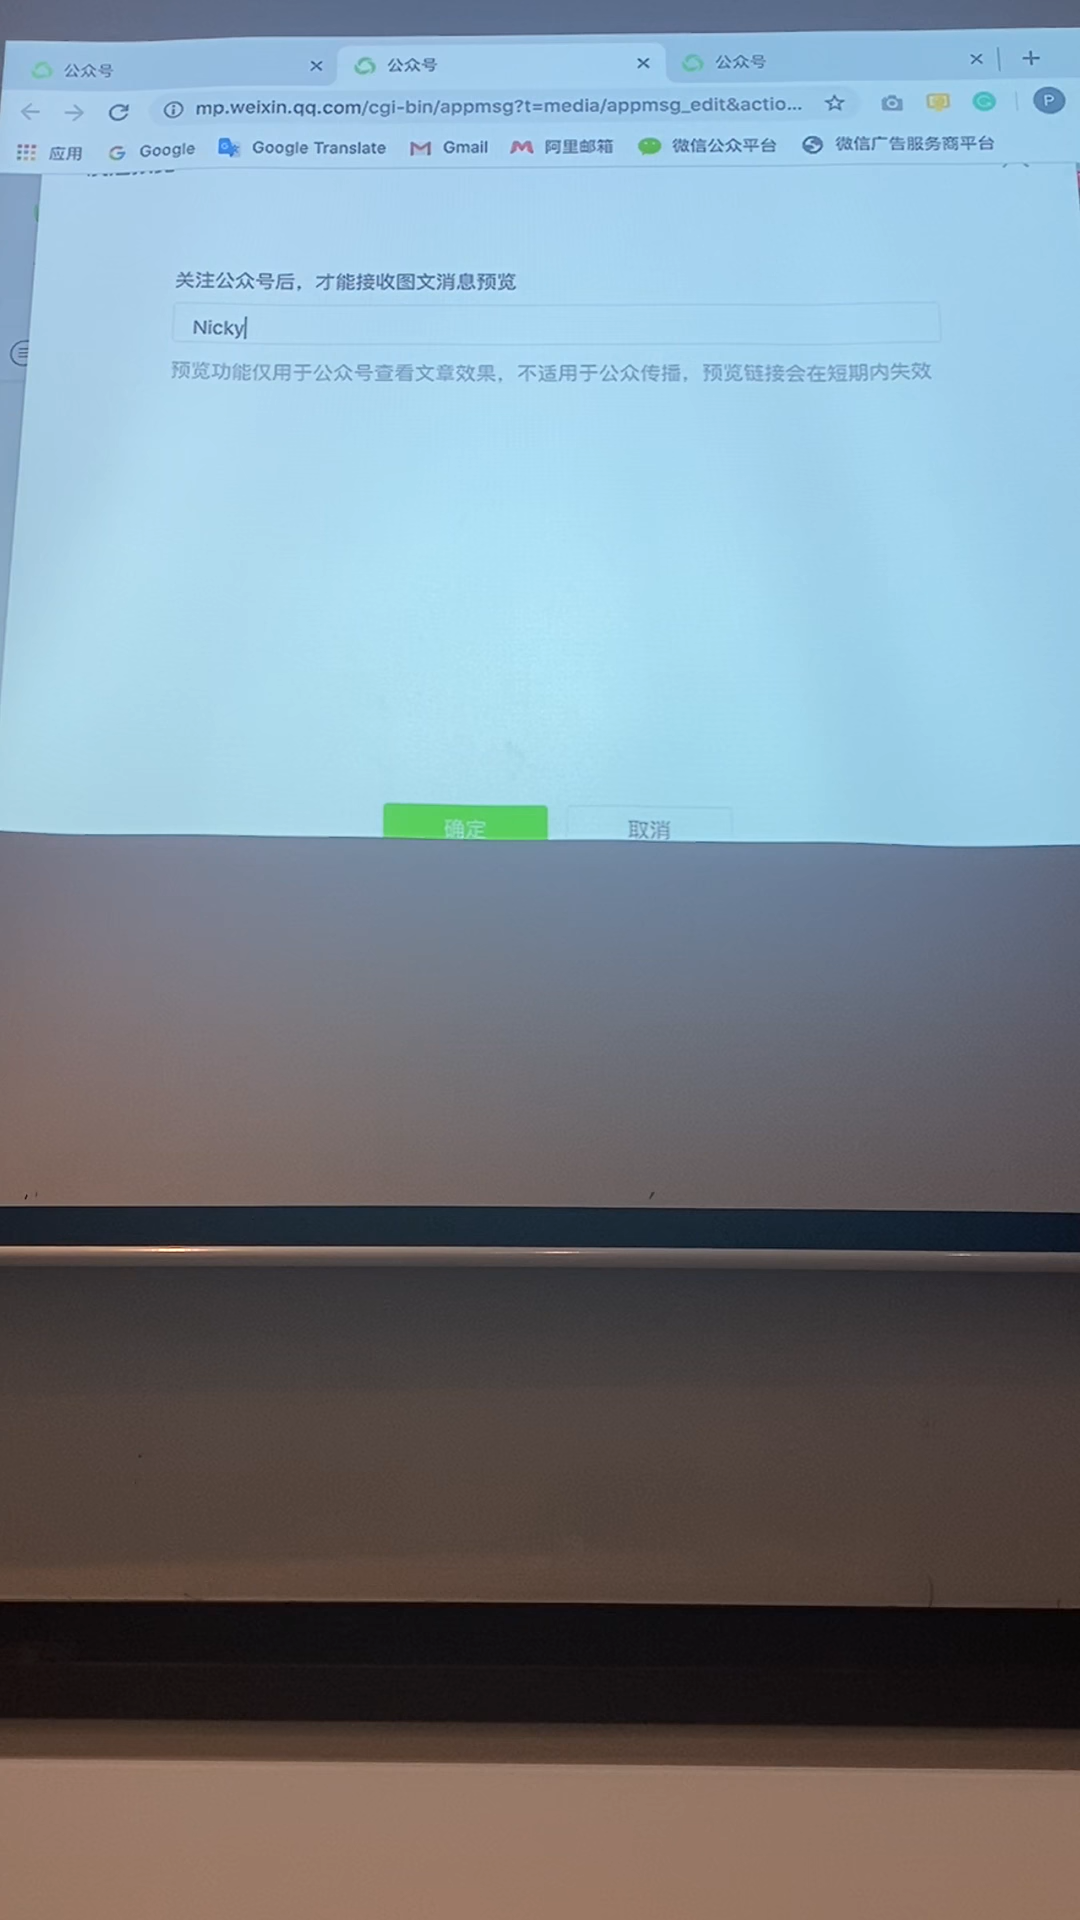 公众号
公众号
公众号
mp.weixin.qq.com/cgi-bin/appmsg?t=media/appmsg_edit&actio...
P
应用 Google Google Translate Gmail 阿里邮箱 微信公众平台 微信广告服务商平台
关注公众号后，才能接收图文消息预览
Nicky
预览功能仅用于公众号查看文章效果，不适用于公众传播，预览链接会在短期内失效
确定 取消